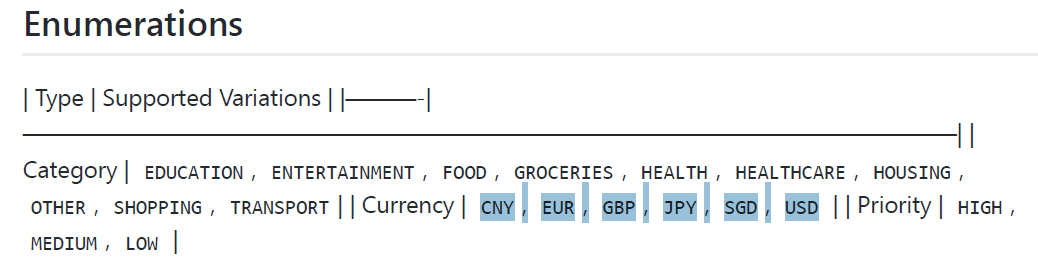 Enumerations
| Type | Supported Variations | |————-|
——————————————————————————————————————————————————————| |
Category | EDUCATION , ENTERTAINMENT , FOOD , GROCERIES , HEALTH , HEALTHCARE , HOUSING ,
OTHER , SHOPPING , TRANSPORT | | Currency | CNY , EUR , GBP , JPY , SGD , USD | | Priority | HIGH ,
MEDIUM , LOW |